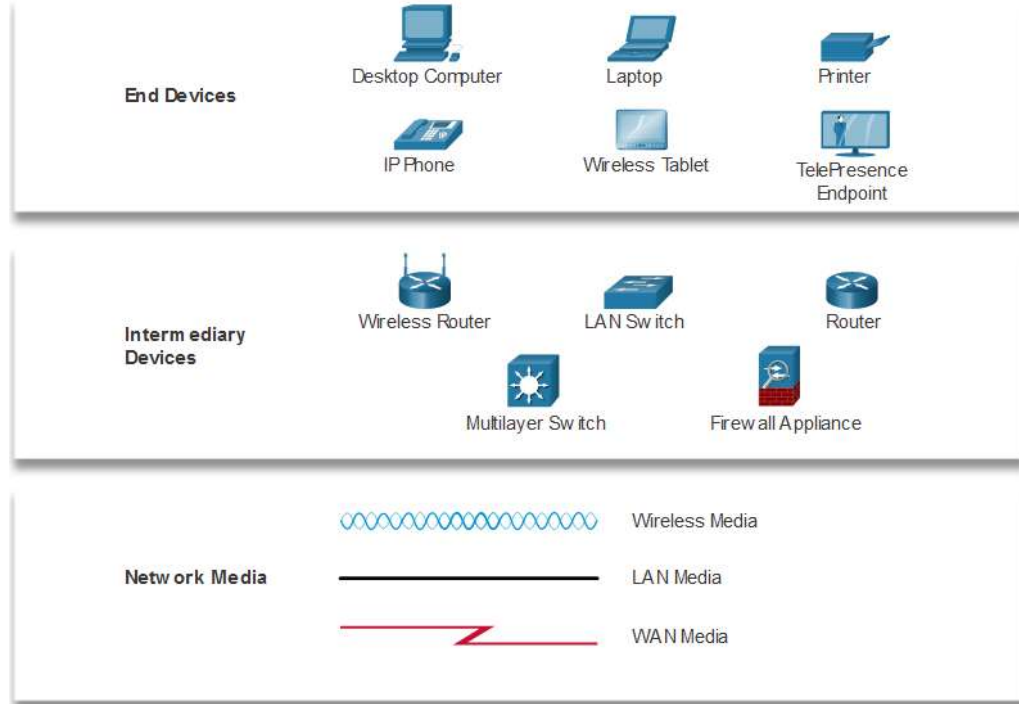 Desktop Computer
Laptop
Printer
End Devices
IP Phone
Wireless Tablet
TelePresence
Endpoint
Wireless Router
LAN Switch
Router
Intermediary
Devices
Multilayer Switch
Firewall Appliance
Wireless Media
Network Media
LAN Media
WAN Media